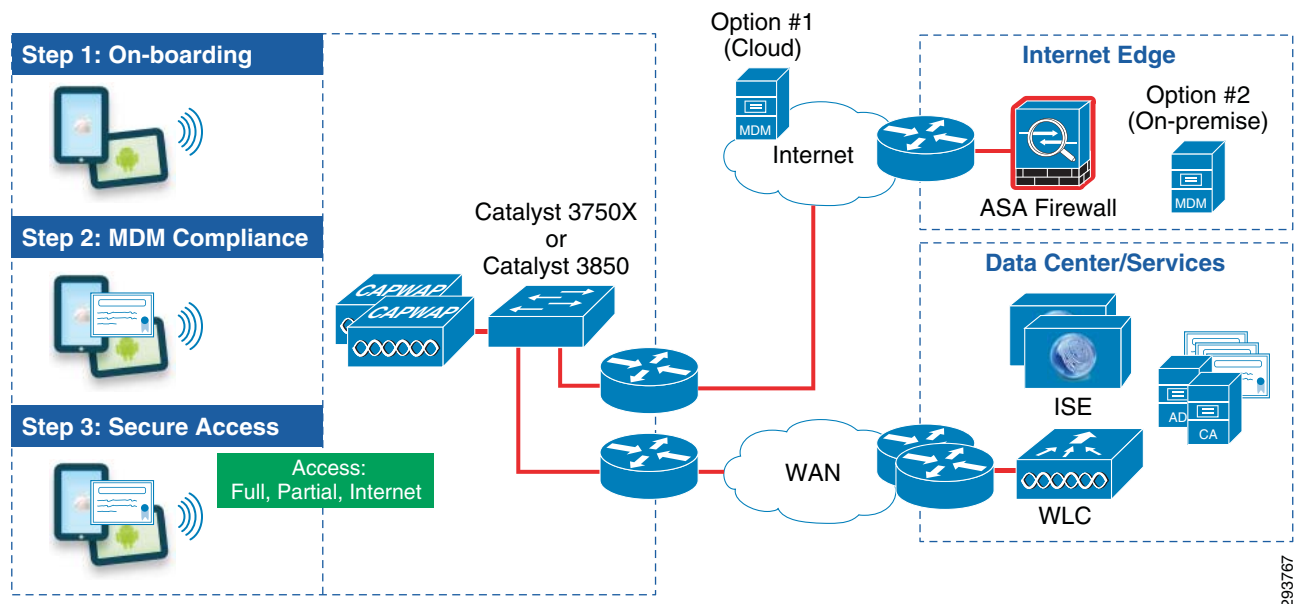 Step 1: On-boarding
Step 2: MDM Compliance
Step 3: Secure Access
Access:
Full, Partial, Internet
Catalyst 3750X
or
Catalyst 3850
CAPWAP
CAPWAP
Option #1
(Cloud)
MDM
Internet
WAN
Internet Edge
Option #2
(On-premise)
ASA Firewall
MDM
Data Center/Services
ISE
AD
CA
WLC
293767